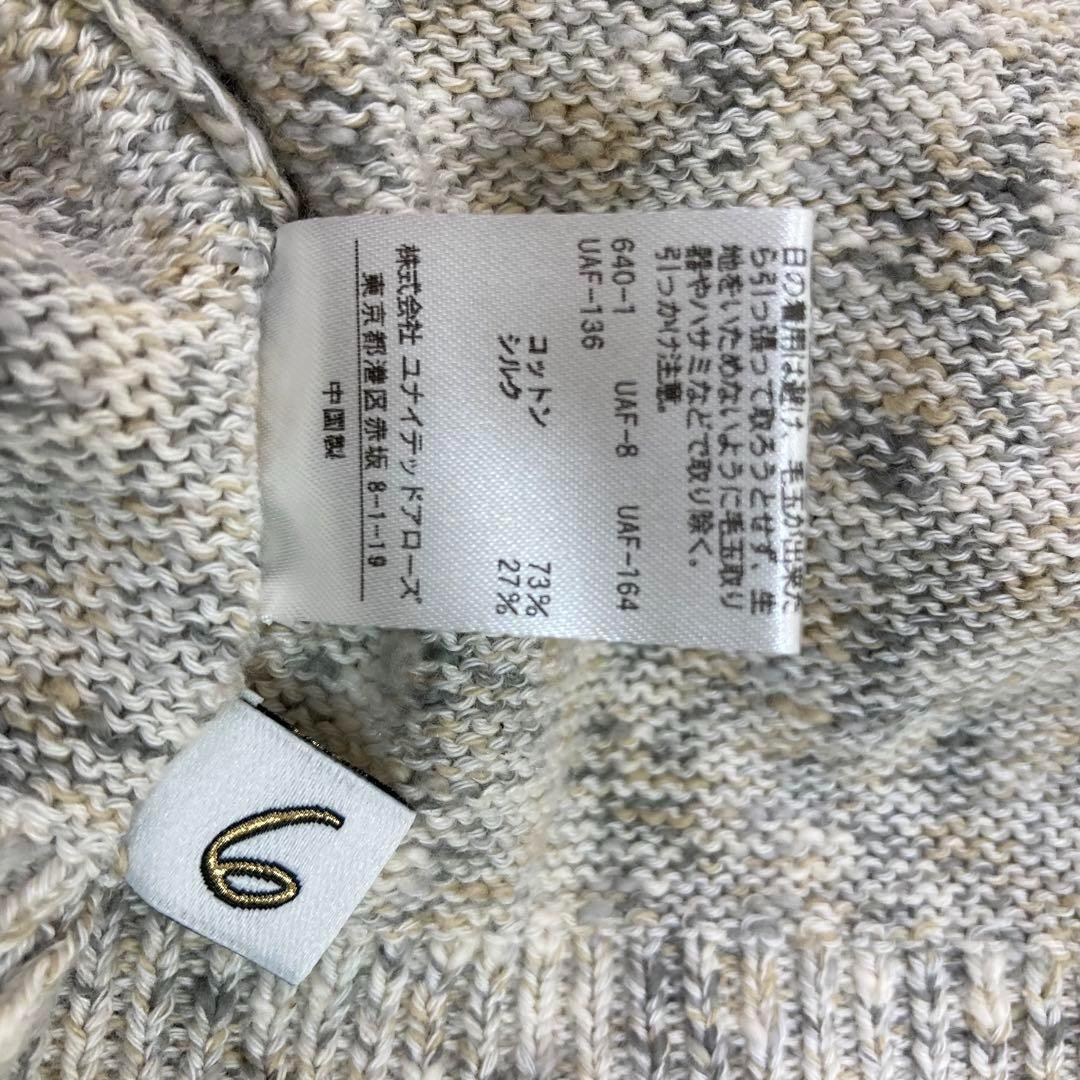 日の着用は避け、毛玉が出来た
ら引っ張って取ろうとせず、生
地をいためないように毛玉取り
器やハサミなどで取り除く。
引っかけ注意。
640-1 UAF-8 UAF-164
UAF-136
コットン 73%
シルク 27%
株式会社 ユナイテッドアローズ
東京都港区赤坂 8-1-19
中国製
6